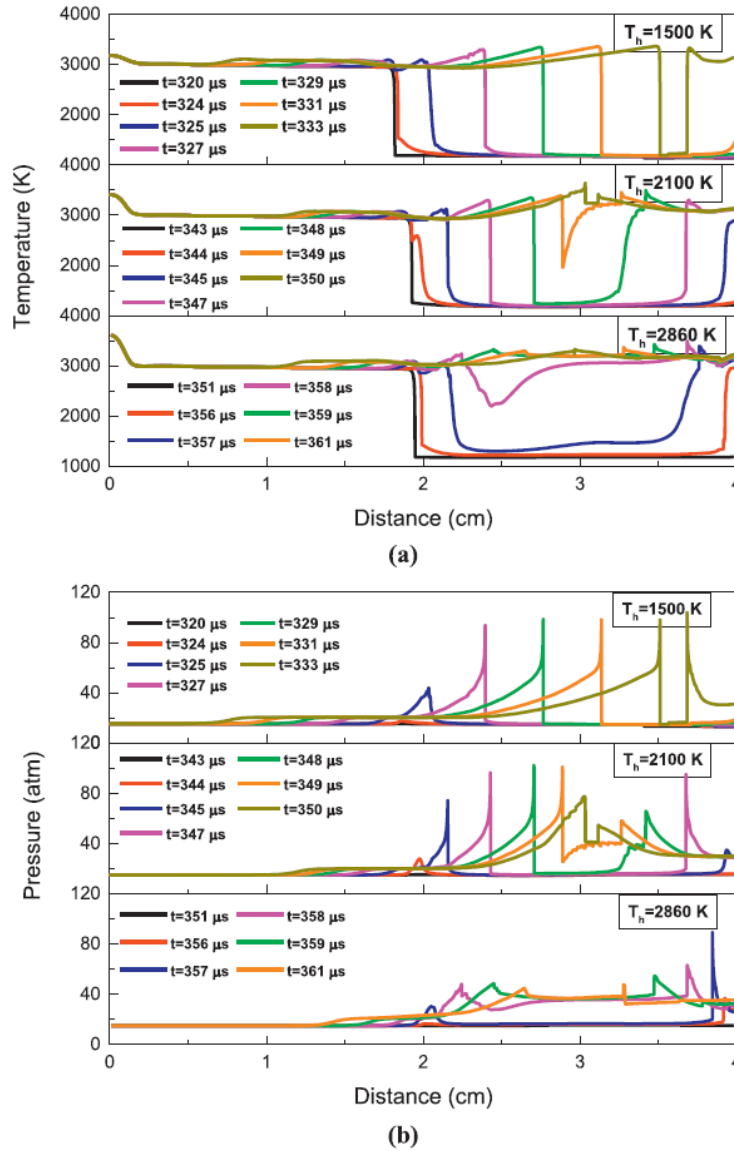 T_h=1500 K
t=320 μs t=329 μs
t=324 μs t=331 μs
t=325 μs t=333 μs
t=327 μs
4000
3000
2000
T_h=2100 K
t=343 μs t=348 μs
t=344 μs t=349 μs
t=345 μs t=350 μs
t=347 μs
4000
3000
2000
T_h=2860 K
t=351 μs t=358 μs
t=356 μs t=359 μs
t=357 μs t=361 μs
4000
3000
2000
1000
Temperature (K)
0 1 2 3 4
Distance (cm)
(a)
T_h=1500 K
t=320 μs t=329 μs
t=324 μs t=331 μs
t=325 μs t=333 μs
t=327 μs
120
80
40
T_h=2100 K
t=343 μs t=348 μs
t=344 μs t=349 μs
t=345 μs t=350 μs
t=347 μs
120
80
40
T_h=2860 K
t=351 μs t=358 μs
t=356 μs t=359 μs
t=357 μs t=361 μs
120
80
40
0
Pressure (atm)
0 1 2 3 4
Distance (cm)
(b)